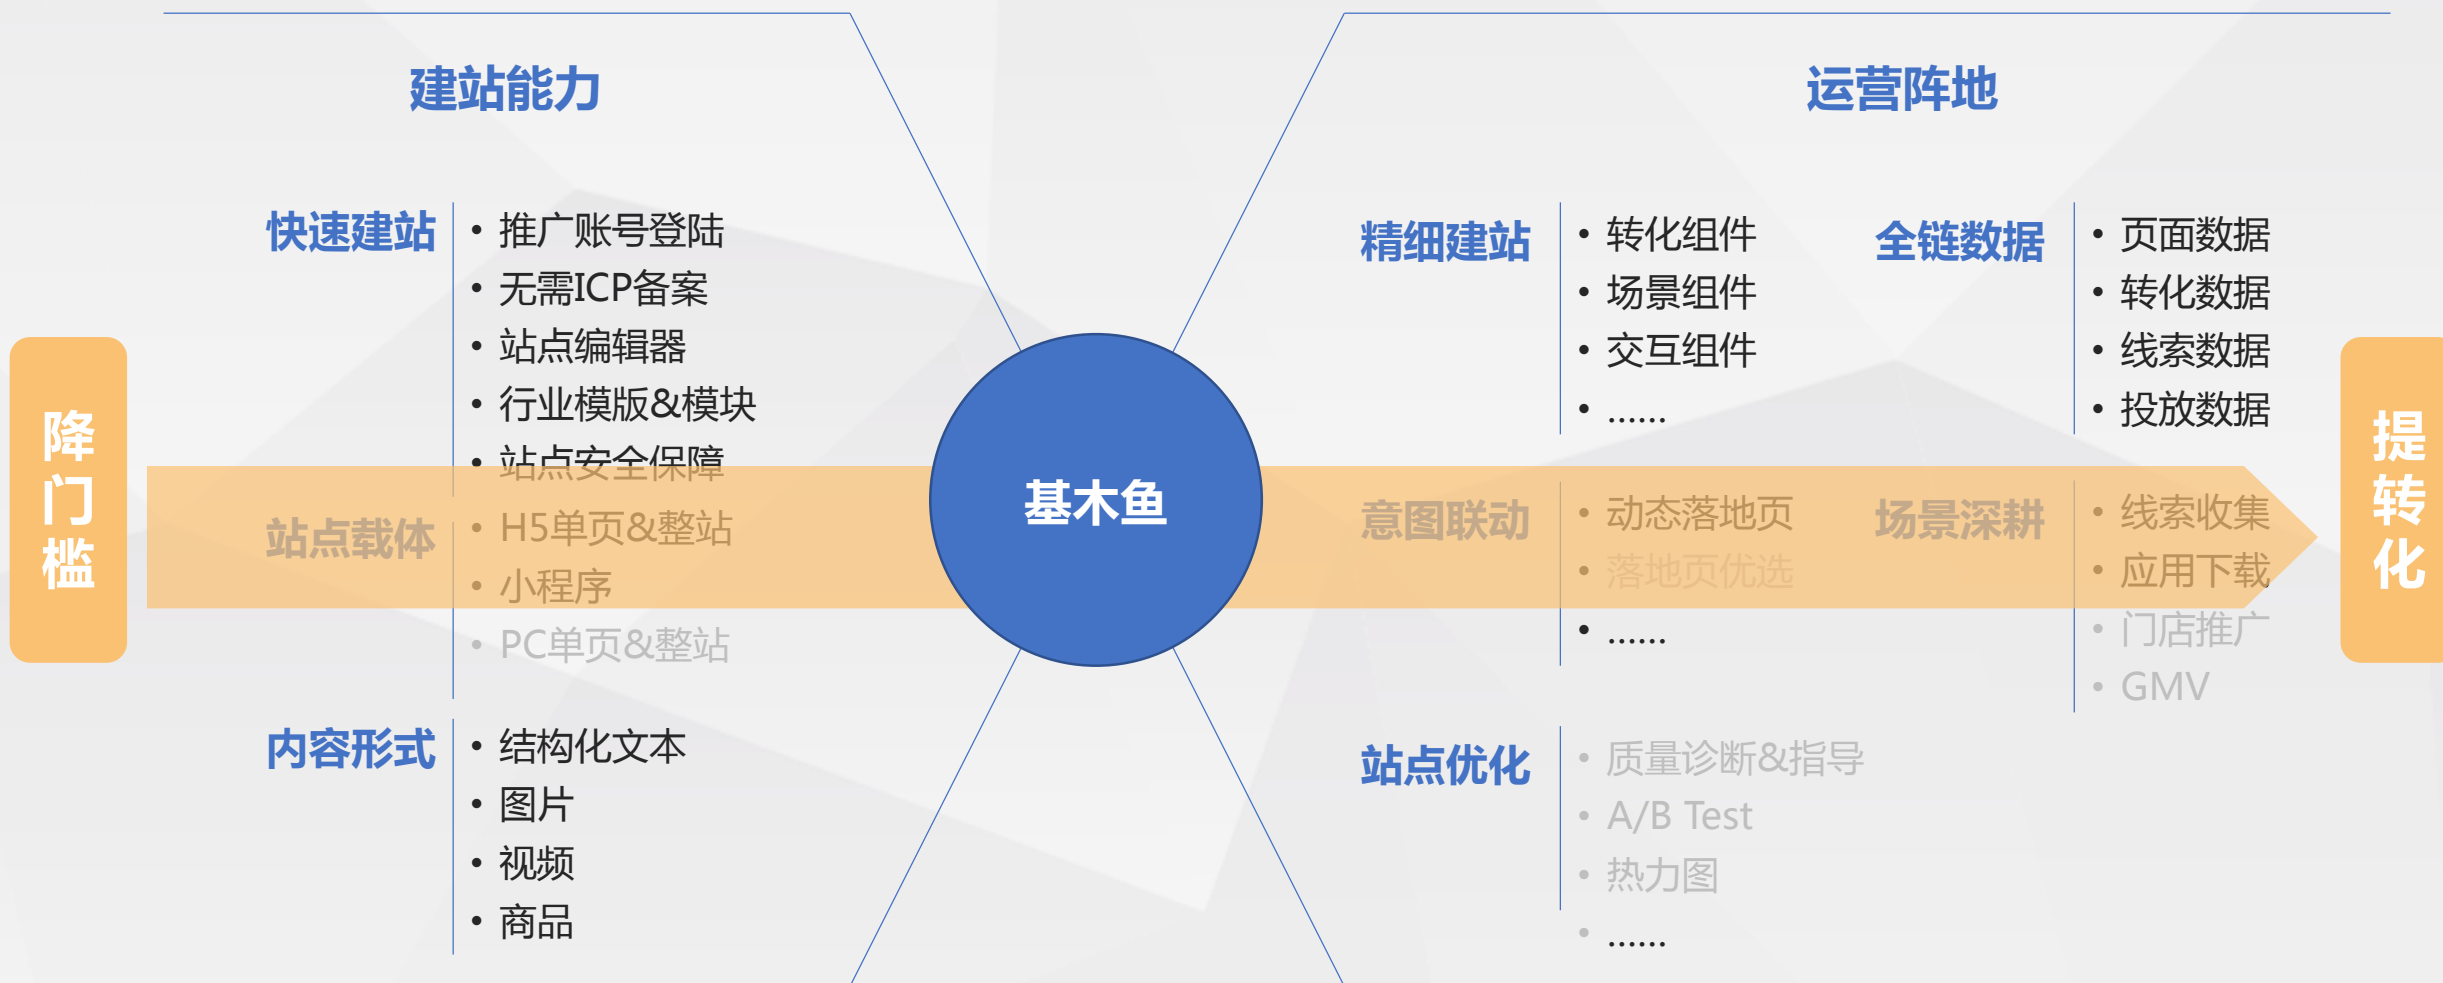 建站能力
快速建站
• 推广账号登陆
• 无需ICP备案
• 站点编辑器
• 行业模版&模块
• 站点安全保障
站点载体
• H5单页&整站
• 小程序
• PC单页&整站
内容形式
• 结构化文本
• 图片
• 视频
• 商品
降门槛
基木鱼
运营阵地
精细建站
• 转化组件
• 场景组件
• 交互组件
• ......
全链数据
• 页面数据
• 转化数据
• 线索数据
• 投放数据
意图联动
• 动态落地页
• 落地页优选
• ......
场景深耕
• 线索收集
• 应用下载
• 门店推广
• GMV
站点优化
• 质量诊断&指导
• A/B Test
• 热力图
• ......
提转化